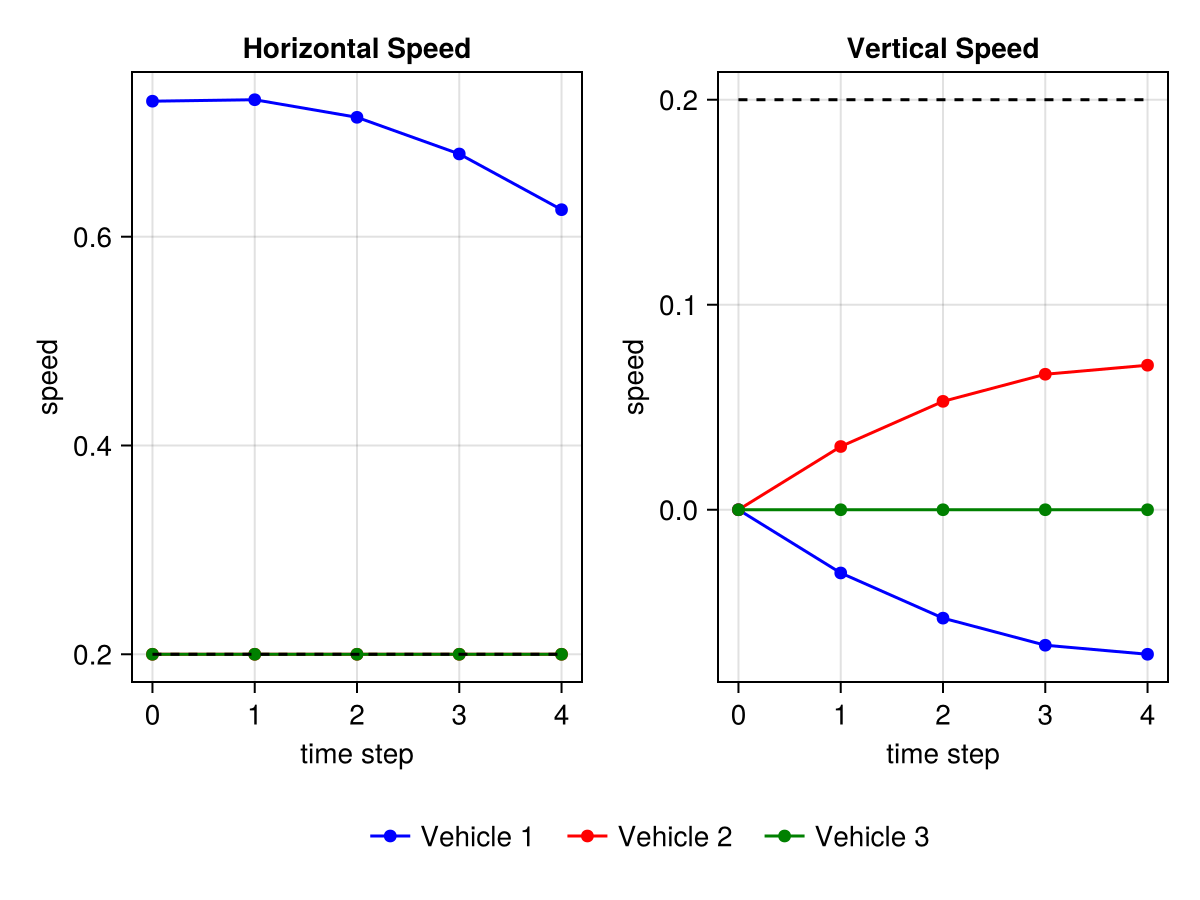 Horizontal Speed
speed
0.6
0.4
0.2
0 1 2 3 4
time step
Vertical Speed
speed
0.2
0.1
0.0
0 1 2 3 4
time step
Vehicle 1 Vehicle 2 Vehicle 3